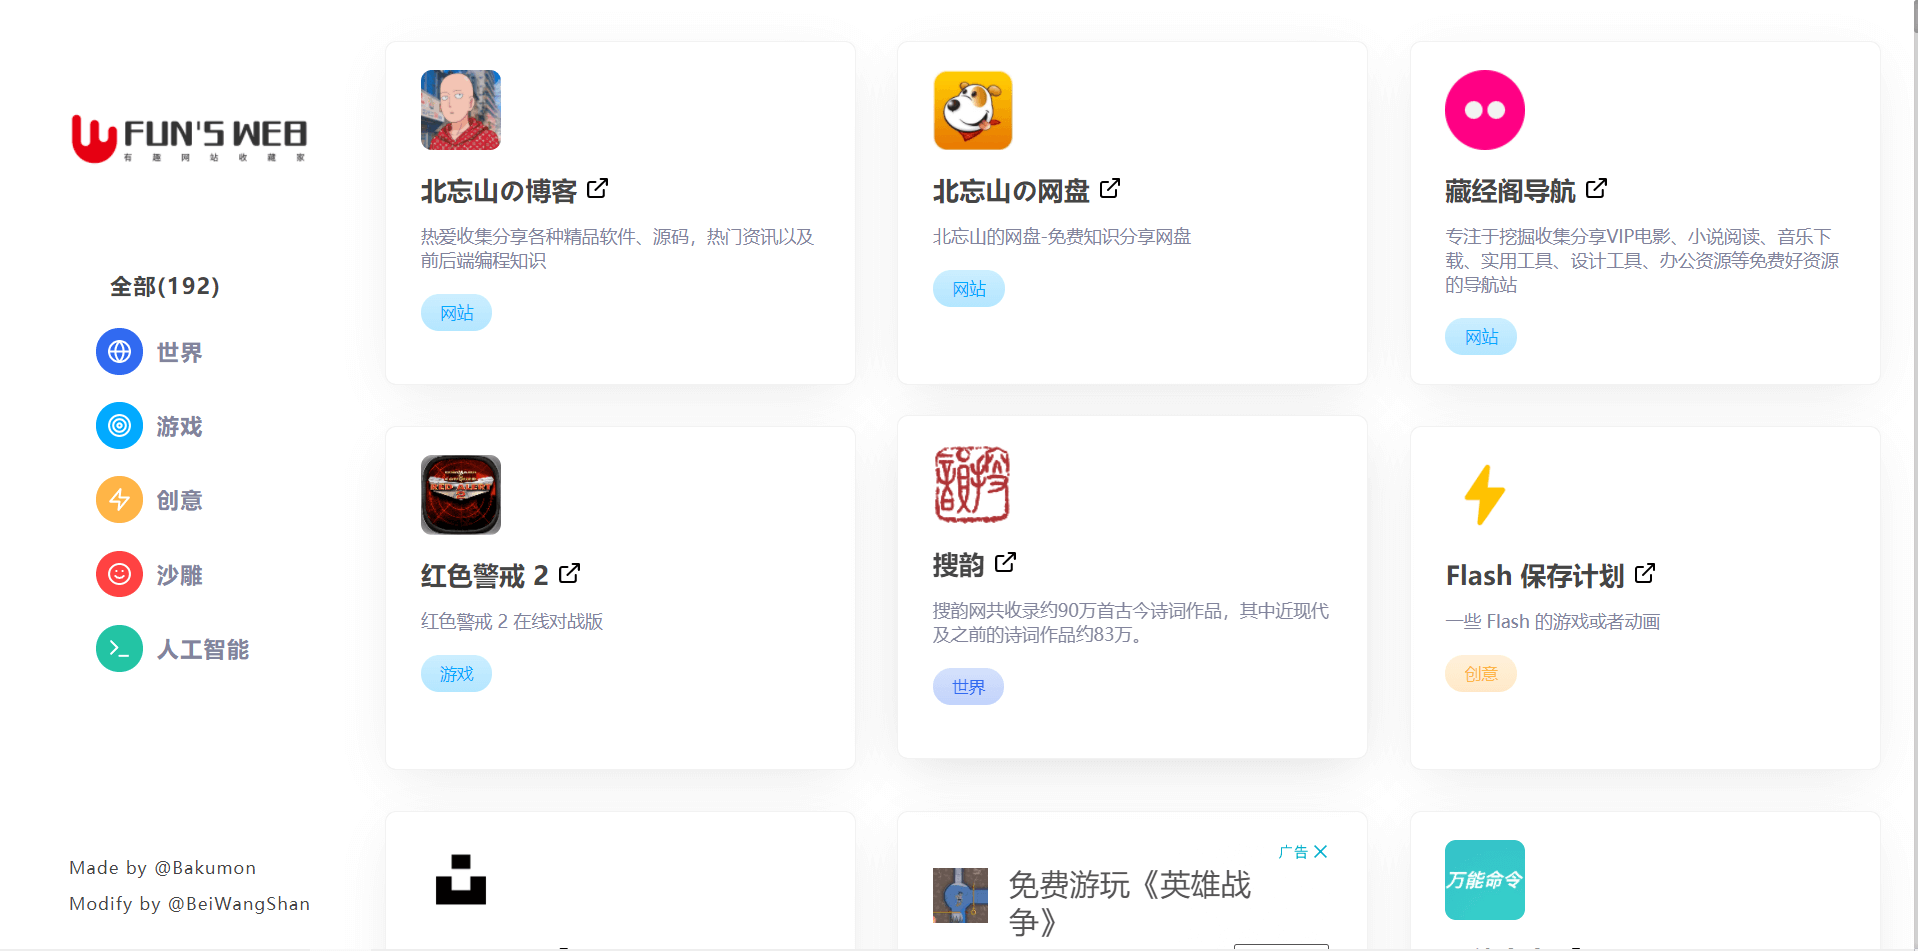 FUN'S WEB
有趣网站收藏家
全部(192)
世界
游戏
创意
沙雕
人工智能
Made by @Bakumon
Modify by @BeiWangShan
北忘山の博客
热爱收集分享各种精品软件、源码，热门资讯以及
前后端编程知识
网站
北忘山の网盘
北忘山的网盘-免费知识分享网盘
网站
藏经阁导航
专注于挖掘收集分享VIP电影、小说阅读、音乐下
载、实用工具、设计工具、办公资源等免费好资源
的导航站
网站
RED ALERT
红色警戒 2
红色警戒 2 在线对战版
游戏
搜韵
搜韵
搜韵网共收录约90万首古今诗词作品，其中近现代
及之前的诗词作品约83万。
世界
Flash 保存计划
一些 Flash 的游戏或者动画
创意
广告
免费游玩《英雄战
争》
万能命令